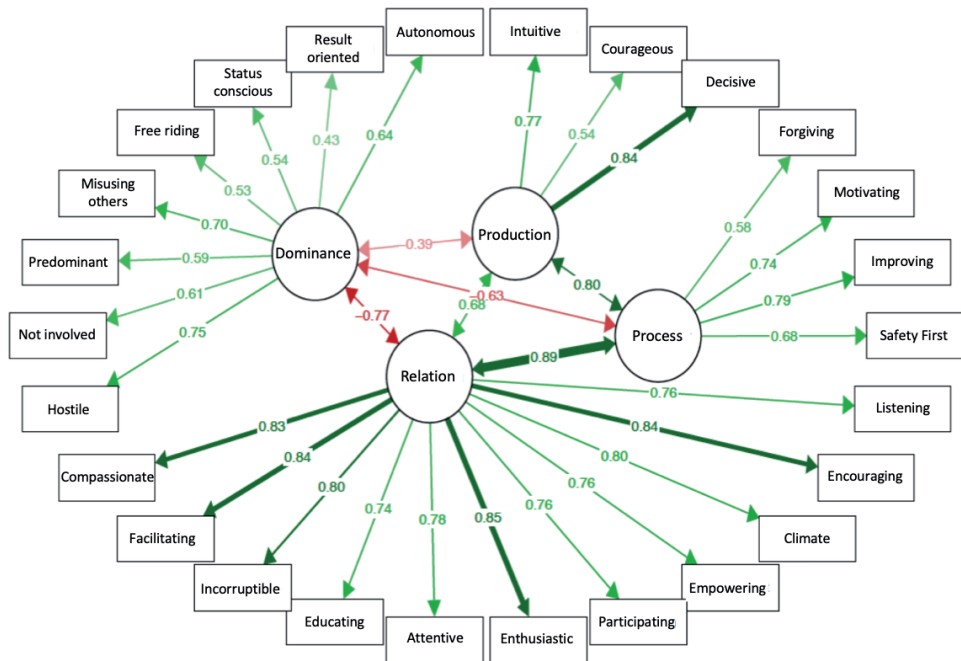 Result
oriented
Autonomous
Intuitive
Courageous
Status
conscious
Decisive
Free riding
Forgiving
0.77
0.54
0.43
0.64
0.84
Misusing
others
0.54
0.53
Motivating
0.70
0.58
Predominant
0.59
Dominance
−0.39
Production
0.74
Improving
0.61
0.80
0.79
Not involved
0.75
−0.63
0.68
−0.77
Process
0.68
Safety First
0.89
Relation
Hostile
0.76
Listening
0.83
0.84
Compassionate
0.84
0.80
Encouraging
0.80
0.76
0.74
0.78
0.85
0.76
Facilitating
Climate
Incorruptible
Empowering
Educating
Attentive
Enthusiastic
Participating